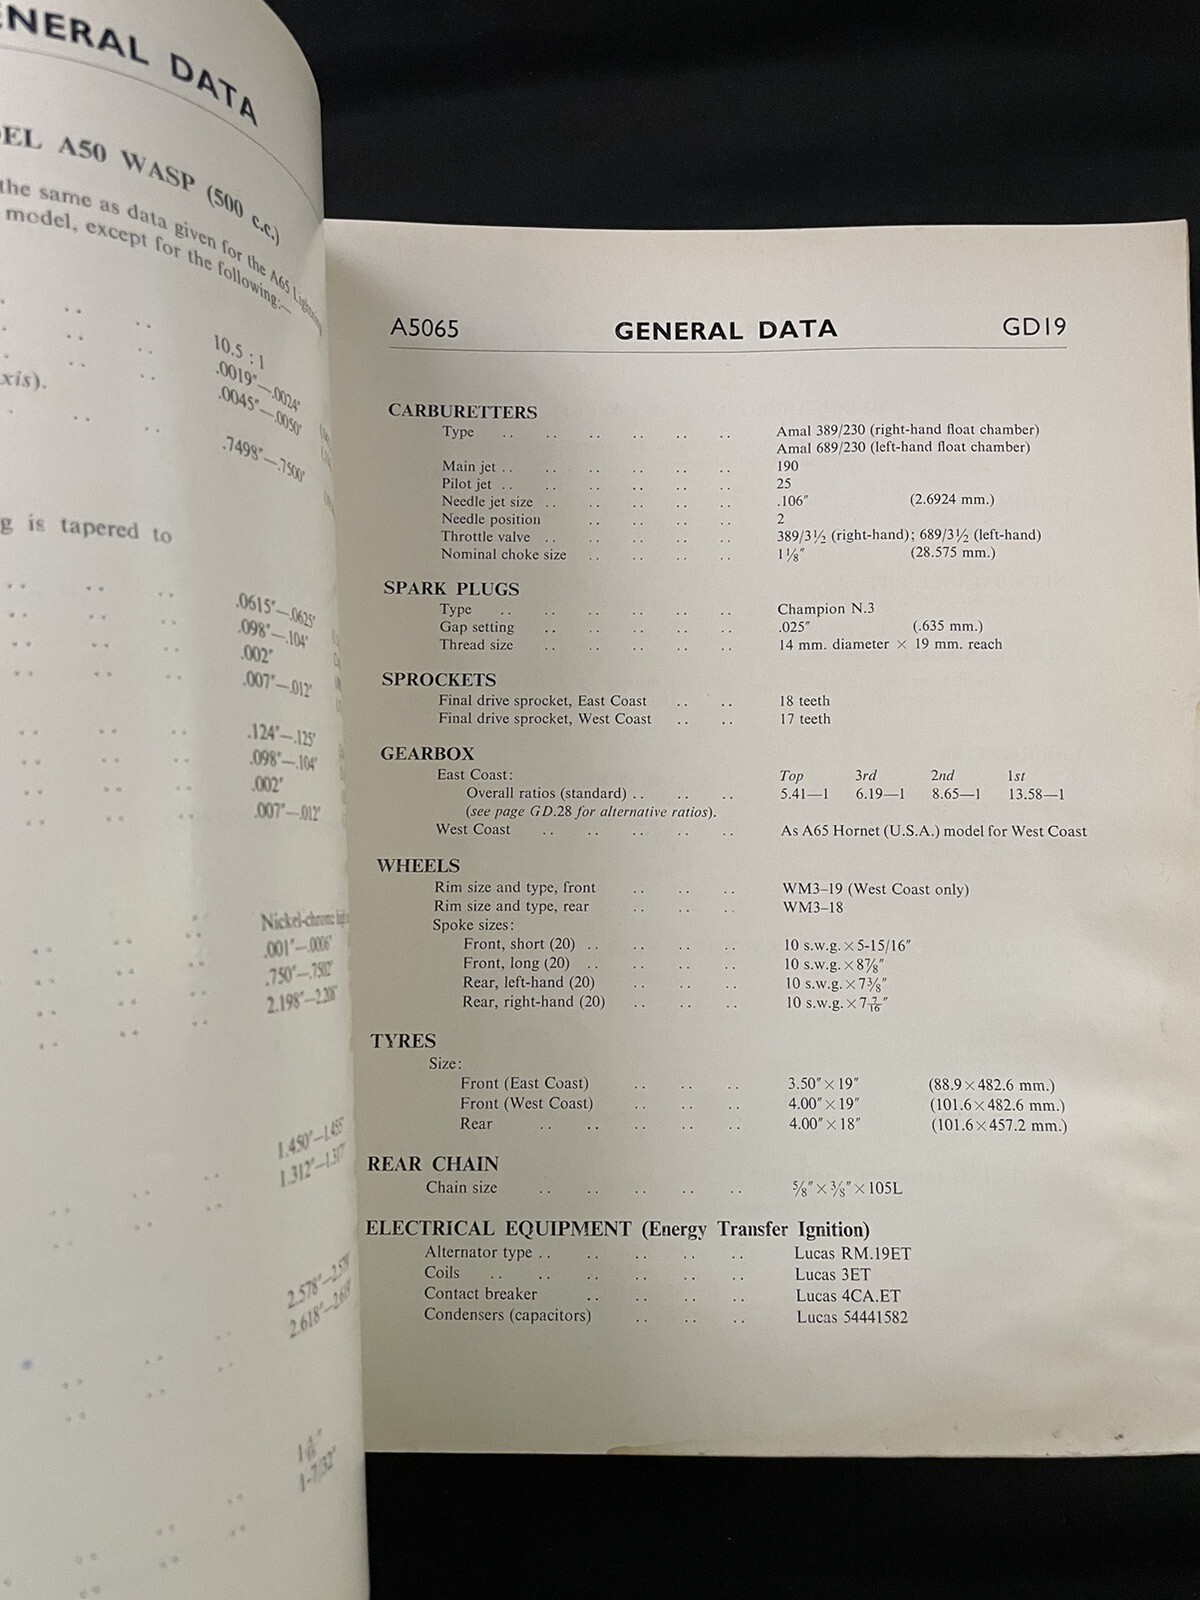 GENERAL DATA
A50 WASP (500 c.c.)
the same as data given for the A65 Lightning
model, except for the following:—
10.5 : 1
.0019″—.0024″
xis).
.0045″—.0050″
.7498″—.7500″
g is tapered to
.0615″—.0625″
.098″—.104″
.002″
.007″—.012″
.124″—.125″
.098″—.104″
.002″
.007″—.012″
Nickel-chrome
.001″—.0006″
.750″—.7502″
2.198″—2.208″
1.450″—1.455″
1.312″—1.317″
1-7/32″
A5065 GENERAL DATA GD19
CARBURETTERS
Type .. .. .. .. .. .. Amal 389/230 (right-hand float chamber)
Amal 689/230 (left-hand float chamber)
Main jet .. .. .. .. .. .. 190
Pilot jet .. .. .. .. .. .. 25
Needle jet size .. .. .. .. .. .106″ (2.6924 mm.)
Needle position .. .. .. .. 2
Throttle valve .. .. .. .. .. 389/3½ (right-hand); 689/3½ (left-hand)
Nominal choke size .. .. .. .. 1⅛″ (28.575 mm.)
SPARK PLUGS
Type .. .. .. .. .. .. Champion N.3
Gap setting .. .. .. .. .. .025″ (.635 mm.)
Thread size .. .. .. .. .. 14 mm. diameter × 19 mm. reach
SPROCKETS
Final drive sprocket, East Coast .. .. 18 teeth
Final drive sprocket, West Coast .. .. 17 teeth
GEARBOX
East Coast: Top 3rd 2nd 1st
Overall ratios (standard) .. .. .. 5.41—1 6.19—1 8.65—1 13.58—1
(see page GD.28 for alternative ratios).
West Coast .. .. .. .. .. As A65 Hornet (U.S.A.) model for West Coast
WHEELS
Rim size and type, front .. .. .. WM3–19 (West Coast only)
Rim size and type, rear .. .. .. WM3–18
Spoke sizes:
Front, short (20) .. .. .. .. 10 s.w.g. × 5-15/16″
Front, long (20) .. .. .. .. 10 s.w.g. × 8⅞″
Rear, left-hand (20) .. .. .. 10 s.w.g. × 7⅜″
Rear, right-hand (20) .. .. .. 10 s.w.g. × 7 7/16″
TYRES
Size:
Front (East Coast) .. .. .. 3.50″ × 19″ (88.9 × 482.6 mm.)
Front (West Coast) .. .. .. 4.00″ × 19″ (101.6 × 482.6 mm.)
Rear .. .. .. .. .. 4.00″ × 18″ (101.6 × 457.2 mm.)
REAR CHAIN
Chain size .. .. .. .. .. ⅝″ × ⅜″ × 105L
ELECTRICAL EQUIPMENT (Energy Transfer Ignition)
Alternator type .. .. .. .. .. Lucas RM.19ET
Coils .. .. .. .. .. .. Lucas 3ET
Contact breaker .. .. .. .. Lucas 4CA.ET
Condensers (capacitors) .. .. .. Lucas 54441582